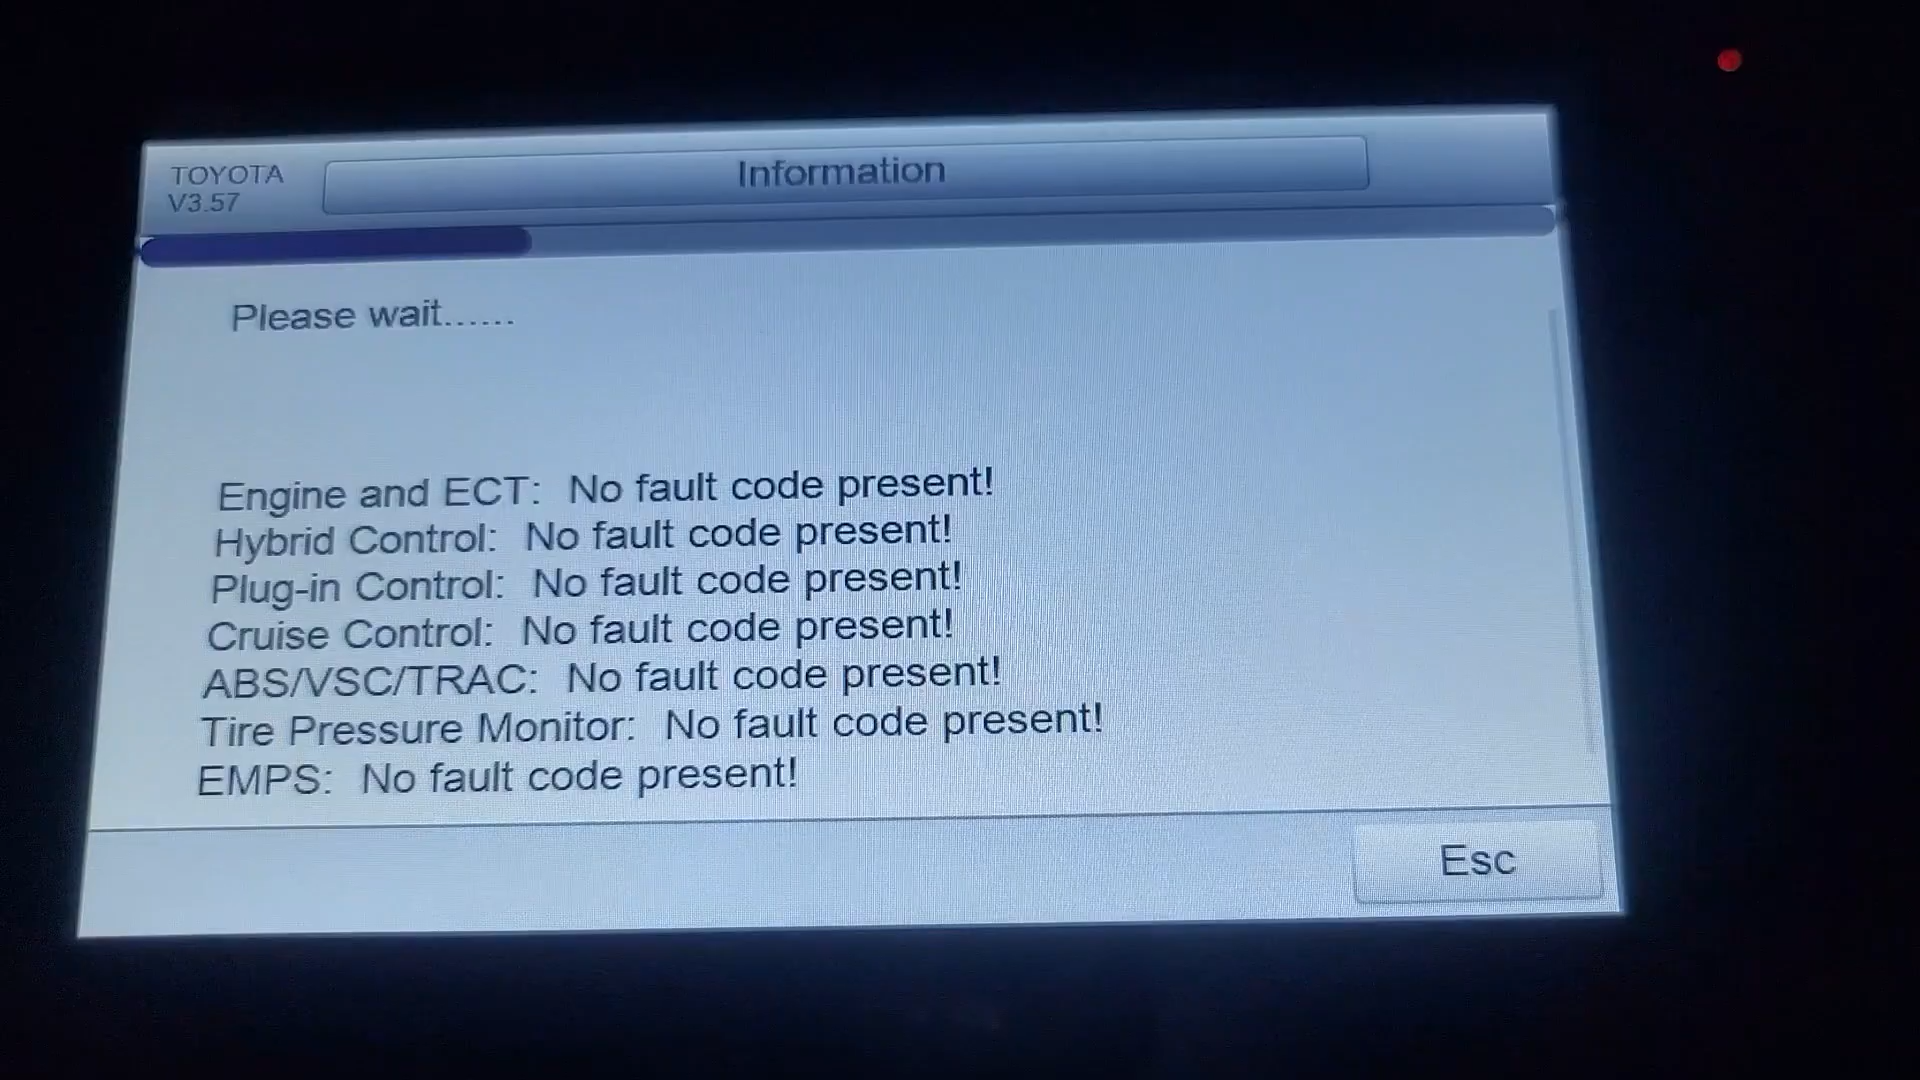 TOYOTA
V3.57
Information
Please wait......
Engine and ECT: No fault code present!
Hybrid Control: No fault code present!
Plug-in Control: No fault code present!
Cruise Control: No fault code present!
ABS/VSC/TRAC: No fault code present!
Tire Pressure Monitor: No fault code present!
EMPS: No fault code present!
Esc